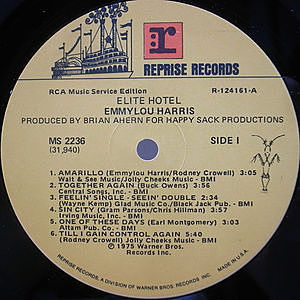 R
REPRISE RECORDS
RCA Music Service Edition
R-124161-A
ELITE HOTEL
EMMYLOU HARRIS
PRODUCED BY BRIAN AHERN FOR HAPPY SACK PRODUCTIONS
MS 2236
(31,940)
SIDE I
1. AMARILLO (Emmylou Harris/Rodney Crowell) 3:05
Wait & See Music/Jolly Cheeks Music - BMI
2. TOGETHER AGAIN (Buck Owens) 3:56
Central Songs, Inc. - BMI
3. FEELIN' SINGLE - SEEIN' DOUBLE 2:34
(Wayne Kemp) Glad Music Co./Black Jack Pub. - BMI
4. SIN CITY (Gram Parsons/Chris Hillman) 3:57
Irving Music, Inc. - BMI
5. ONE OF THESE DAYS (Earl Montgomery) 3:03
Altam Pub. Co. - BMI
6. TILL I GAIN CONTROL AGAIN 5:40
(Rodney Crowell) Jolly Music - BMI
℗ 1975 Warner Bros.
Records Inc.
REPRISE RECORDS, A DIVISION OF WARNER BROS. RECORDS INC.